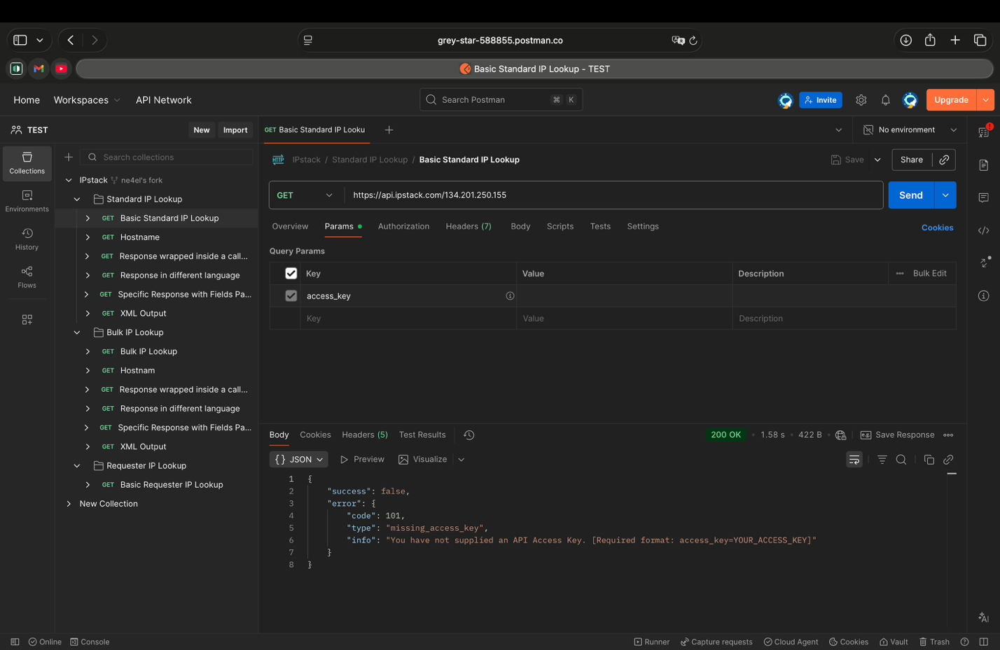 grey-star-588855.postman.co
Basic Standard IP Lookup - TEST
Home Workspaces API Network
Search Postman ⌘ K
Invite
Upgrade
TEST
New Import
GET Basic Standard IP Looku
No environment
Collections
Environments
History
Flows
Search collections
IPstack ne4el's fork
Standard IP Lookup
GET Basic Standard IP Lookup
GET Hostname
GET Response wrapped inside a call...
GET Response in different language
GET Specific Response with Fields Pa...
GET XML Output
Bulk IP Lookup
GET Bulk IP Lookup
GET Hostnam
GET Response wrapped inside a call...
GET Response in different language
GET Specific Response with Fields Pa...
GET XML Output
Requester IP Lookup
GET Basic Requester IP Lookup
New Collection
HTTP IPstack / Standard IP Lookup / Basic Standard IP Lookup
Save Share
GET https://api.ipstack.com/134.201.250.155 Send
Overview Params Authorization Headers (7) Body Scripts Tests Settings Cookies
Query Params
Key Value Description Bulk Edit
access_key
Key Value Description
Body Cookies Headers (5) Test Results
200 OK • 1.58 s • 422 B e.g. Save Response
{} JSON Preview Visualize
1 {
2 "success": false,
3 "error": {
4 "code": 101,
5 "type": "missing_access_key",
6 "info": "You have not supplied an API Access Key. [Required format: access_key=YOUR_ACCESS_KEY]"
7 }
8 }
AI
Online Console
Runner Capture requests Cloud Agent Cookies Vault Trash